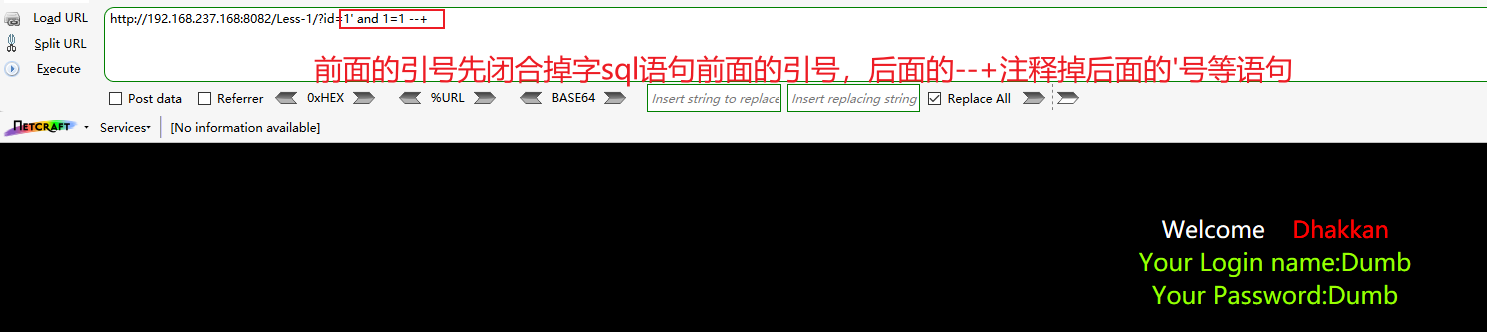 Load URL
http://192.168.237.168:8082/Less-1/?id=1' and 1=1 --+
Split URL
Execute
前面的引号先闭合掉字sql语句前面的引号，后面的--+注释掉后面的'号等语句
Post data Referrer 0xHEX %URL BASE64 Insert string to replace Insert replacing string Replace All
NETCRAFT Services [No information available]
Welcome Dhakkan
Your Login name:Dumb
Your Password:Dumb